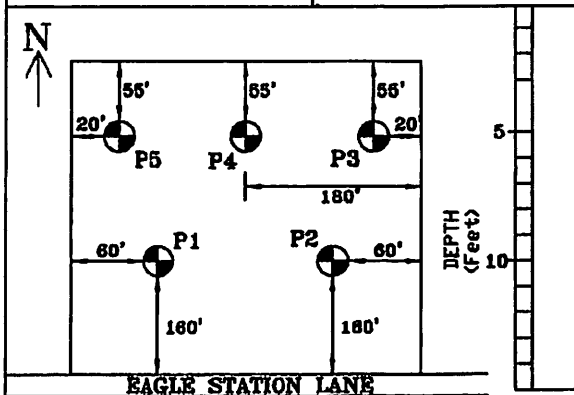 N
55' 55' 55'
20' 20'
P5 P4 P3
180'
P1 P2
60' 60'
160' 160'
EAGLE STATION LANE
5
DEPTH
(Feet)
10